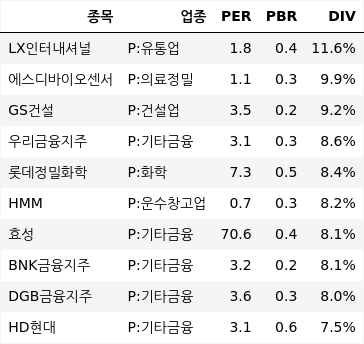 종목 업종 PER PBR DIV
LX인터내셔널 P:유통업 1.8 0.4 11.6%
에스디바이오센서 P:의료정밀 1.1 0.3 9.9%
GS건설 P:건설업 3.5 0.2 9.2%
우리금융지주 P:기타금융 3.1 0.3 8.6%
롯데정밀화학 P:화학 7.3 0.5 8.4%
HMM P:운수창고업 0.7 0.3 8.2%
효성 P:기타금융 70.6 0.4 8.1%
BNK금융지주 P:기타금융 3.2 0.2 8.1%
DGB금융지주 P:기타금융 3.6 0.3 8.0%
HD현대 P:기타금융 3.1 0.6 7.5%